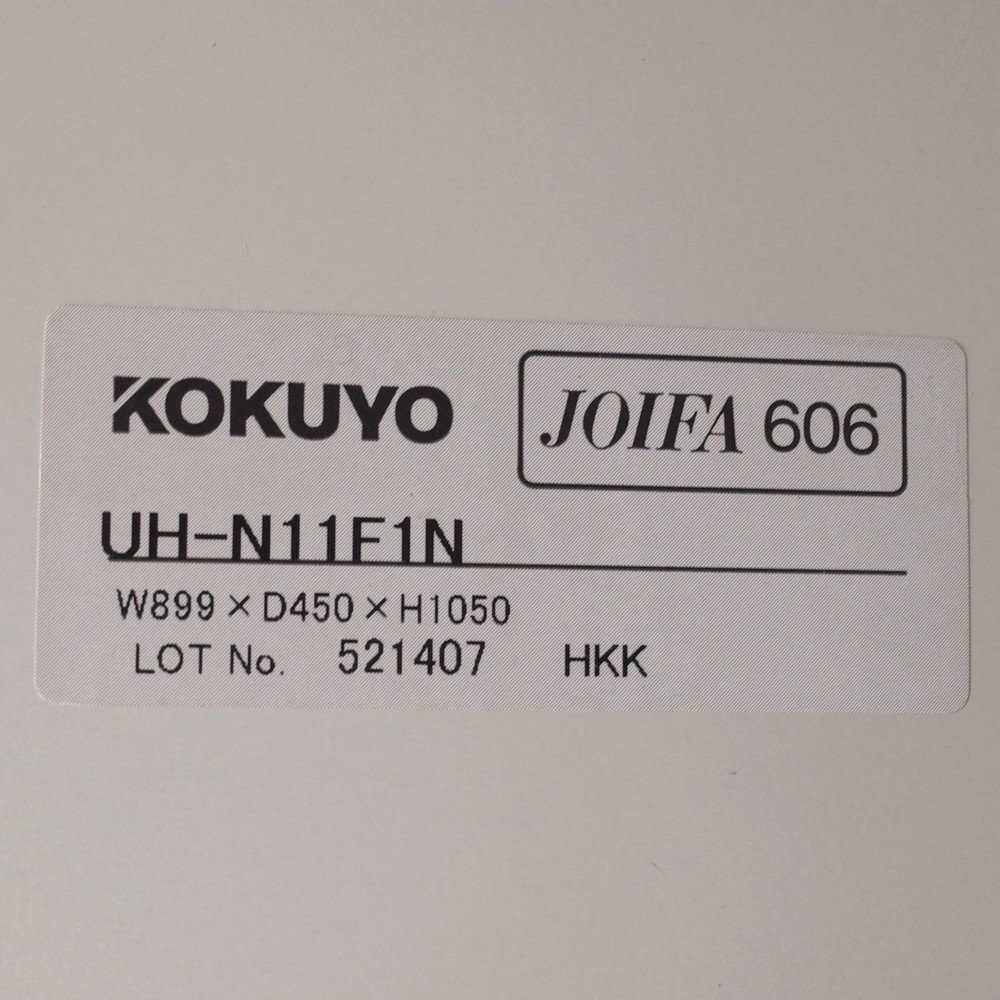 KOKUYO
JOIFA 606
UH-N11F1N
W899×D450×H1050
LOT No. 521407 HKK